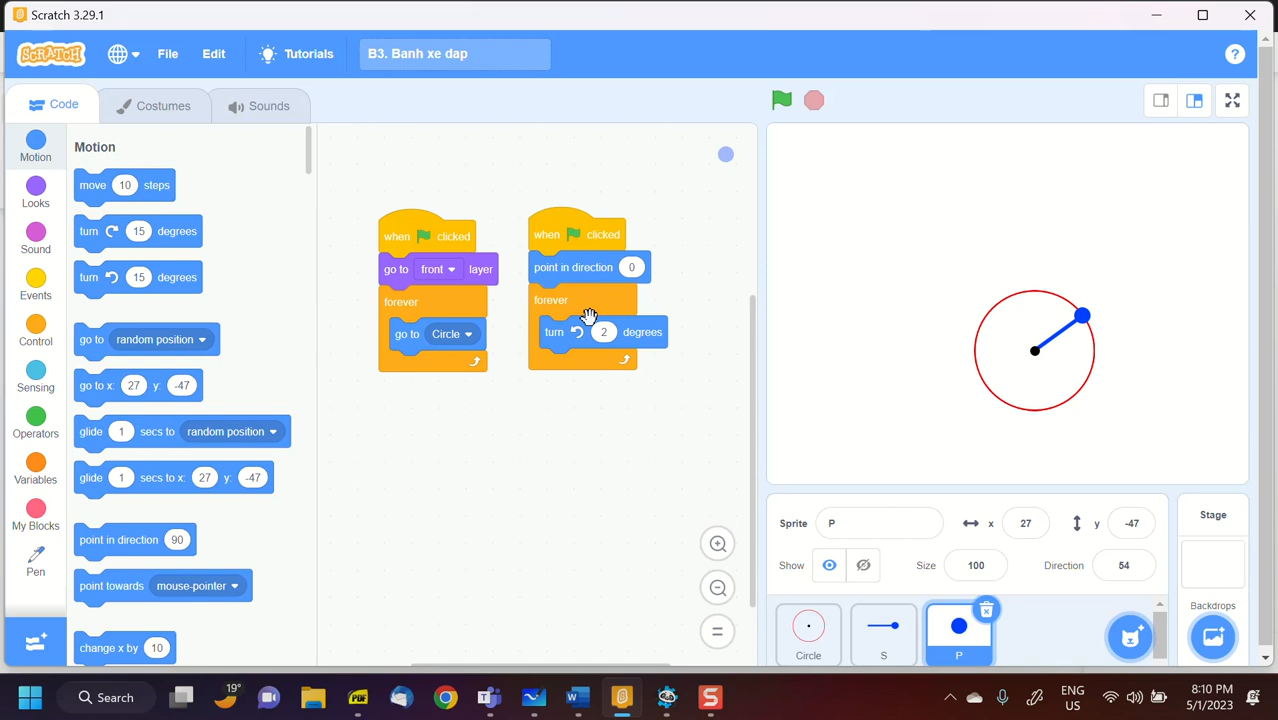 Scratch 3.29.1
SCRATCH File Edit Tutorials B3. Banh xe dap ?
Code Costumes Sounds
Motion
Looks
Sound
Events
Control
Sensing
Operators
Variables
My Blocks
Pen
Motion
move 10 steps
turn 15 degrees
turn 15 degrees
go to random position
go to x: 27 y: -47
glide 1 secs to random position
glide 1 secs to x: 27 y: -47
point in direction 90
point towards mouse-pointer
change x by 10
when clicked
go to front layer
forever
go to Circle
when clicked
point in direction 0
forever
turn 2 degrees
Sprite P x 27 y -47
Show Size 100 Direction 54
Circle S P
Stage
Backdrops
Search 19° PDF T W S ENG
US 8:10 PM
5/1/2023